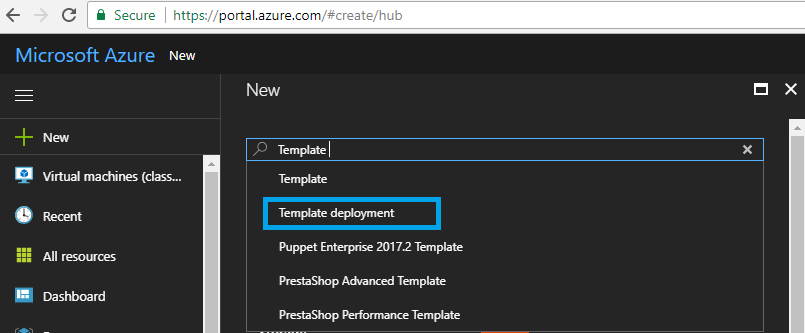 Secure https://portal.azure.com/#create/hub
Microsoft Azure New
New
New
Template
Template
Template deployment
Puppet Enterprise 2017.2 Template
PrestaShop Advanced Template
PrestaShop Performance Template
Virtual machines (class...
Recent
All resources
Dashboard